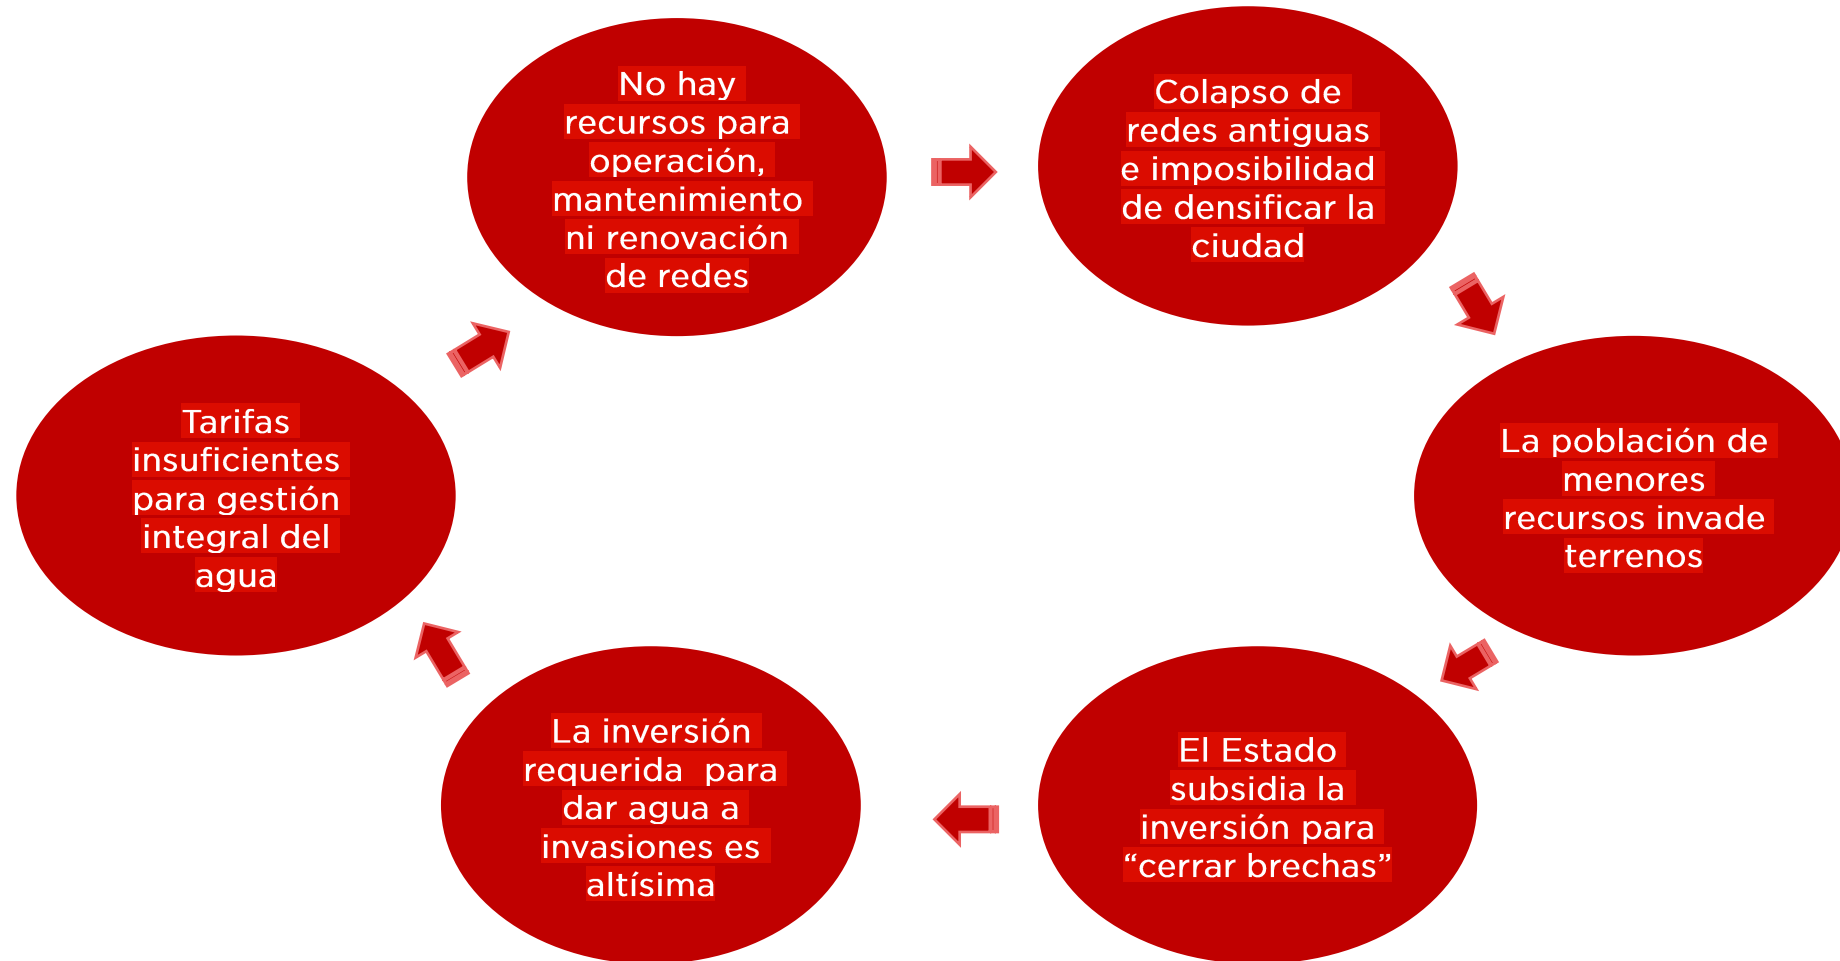 No hay
recursos para
operación,
mantenimiento
ni renovación
de redes
Colapso de
redes antiguas
e imposibilidad
de densificar la
ciudad
La población de
menores
recursos invade
terrenos
El Estado
subsidia la
inversión para
“cerrar brechas”
La inversión
requerida  para
dar agua a
invasiones es
altísima
Tarifas
insuficientes
para gestión
integral del
agua